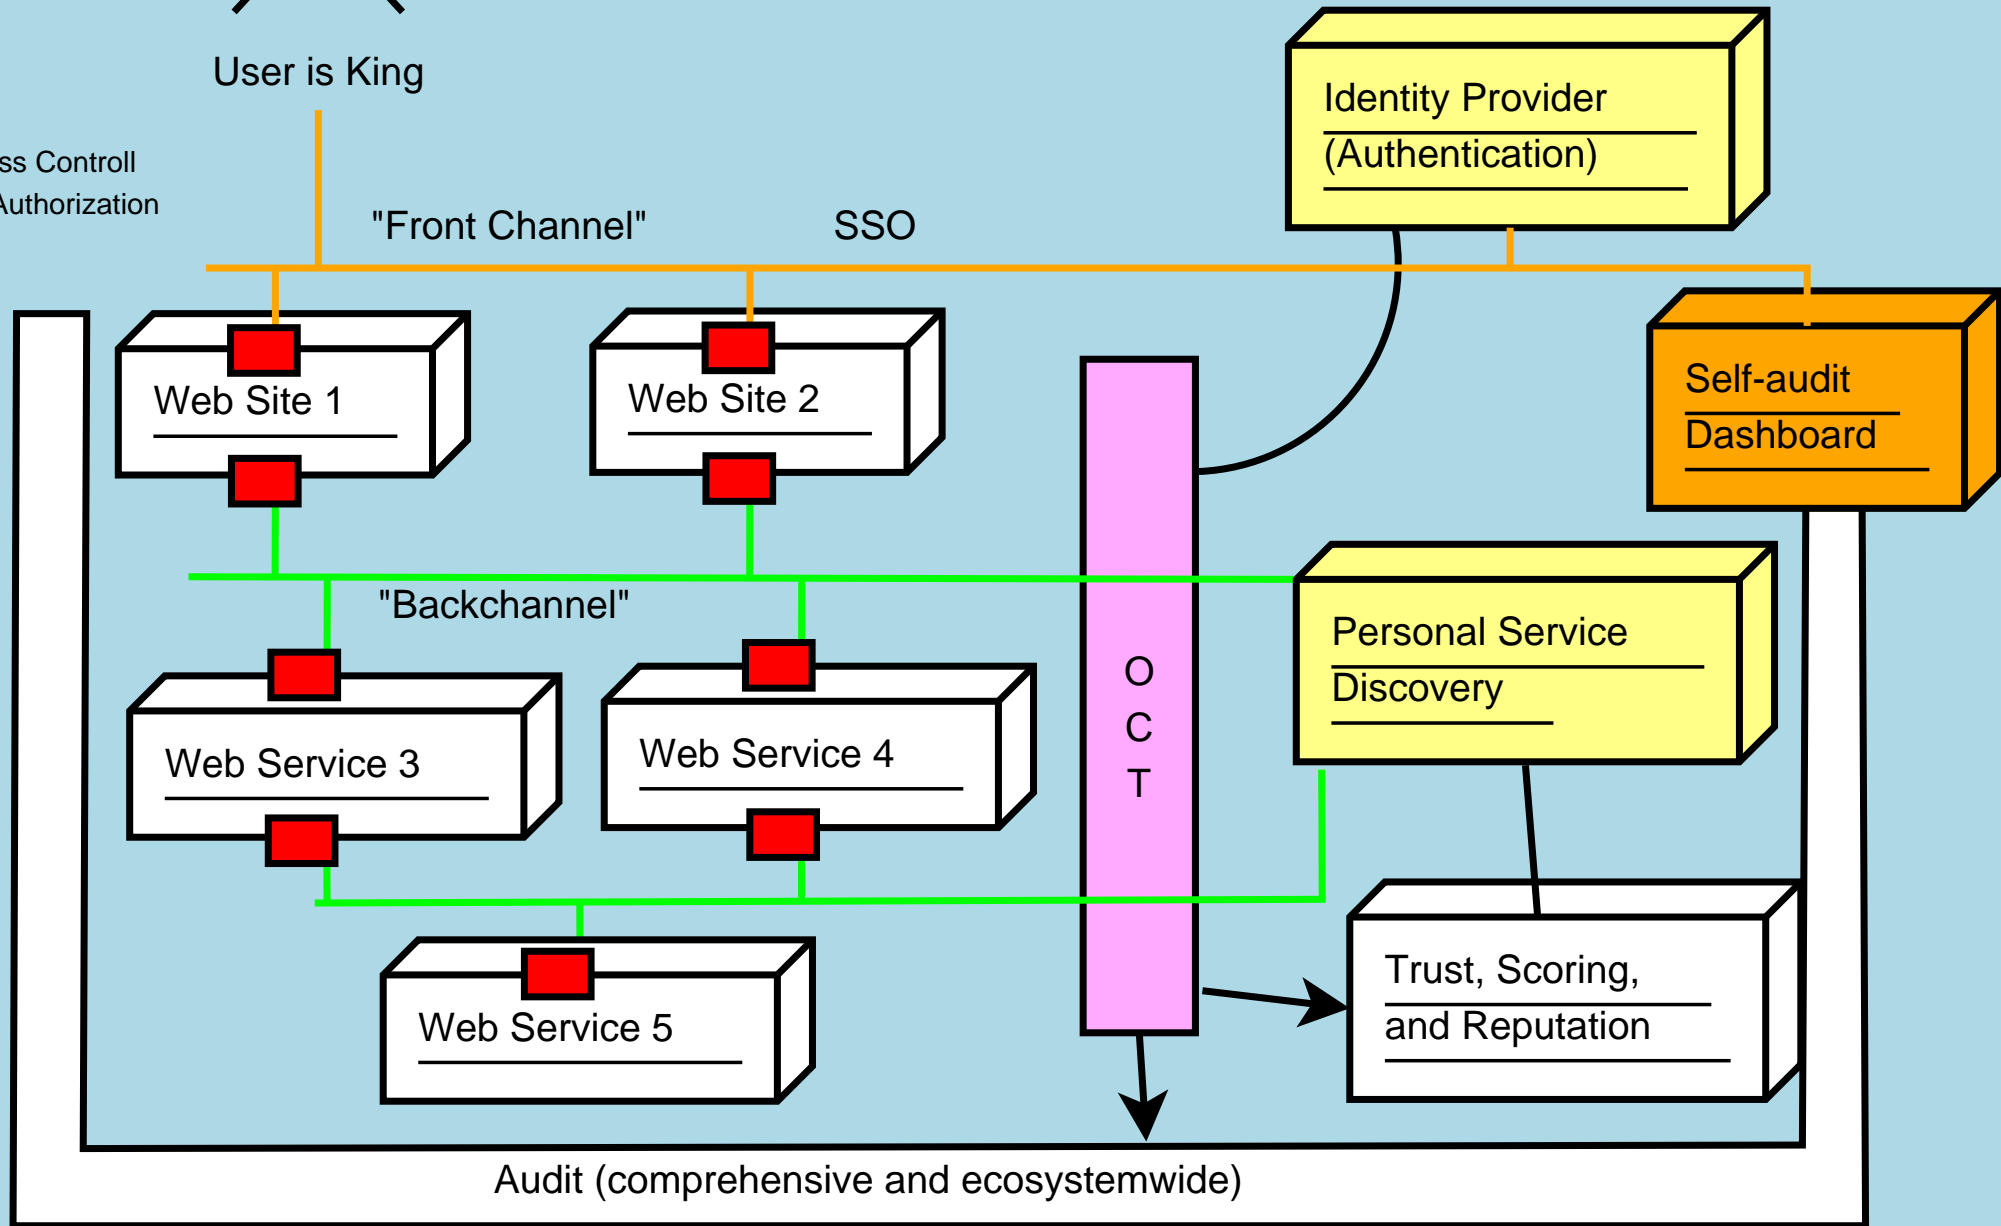 User is King
ss Controll
Authorization
"Front Channel"
SSO
Identity Provider
(Authentication)
Web Site 1
Web Site 2
Self-audit
Dashboard
"Backchannel"
O
C
T
Personal Service
Discovery
Web Service 3
Web Service 4
Web Service 5
Trust, Scoring,
and Reputation
Audit (comprehensive and ecosystemwide)